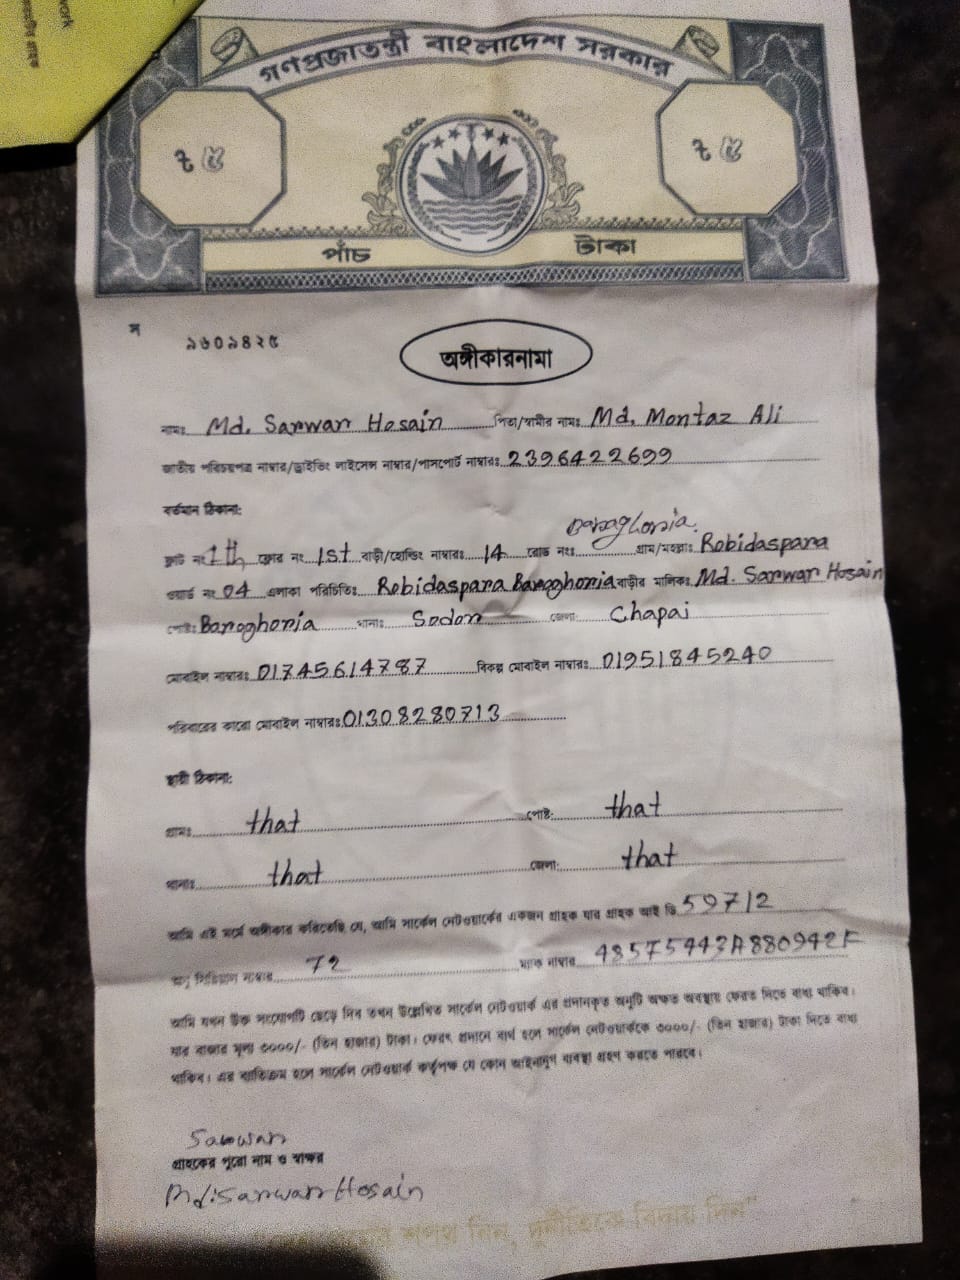 গণপ্রজাতন্ত্রী বাংলাদেশ সরকার
৳ ৫ ৳ ৫
পাঁচ টাকা
স ৯৬০৯৪২৫
অঙ্গীকারনামা
নামঃ Md. Sarwar Hosain পিতা/স্বামীর নামঃ Md. Montaz Ali
জাতীয় পরিচয়পত্র নাম্বার/ড্রাইভিং লাইসেন্স নাম্বার/পাসপোর্ট নাম্বারঃ 2396422699
বর্তমান ঠিকানা:
ফ্লাট নং 1th ফ্লোর নং 1st বাড়ী/হোল্ডিং নাম্বারঃ 14 রোড নংঃ Baraghoria গ্রাম/মহল্লাঃ Robidaspara
ওয়ার্ড নং 04 এলাকা পরিচিতিঃ Robidaspara Baroghoria বাড়ীর মালিকঃ Md. Sarwar Hosain
পোষ্ট: Baroghoria থানাঃ Sodor জেলা: Chapai
মোবাইল নাম্বারঃ 01745614787 বিকল্প মোবাইল নাম্বারঃ 01951845240
পরিবারের কারো মোবাইল নাম্বারঃ 01308280713
স্থায়ী ঠিকানা:
গ্রামঃ that পোষ্ট: that
থানাঃ that জেলা: that
আমি এই মর্মে অঙ্গীকার করিতেছি যে, আমি সার্কেল নেটওয়ার্কের একজন গ্রাহক যার গ্রাহক আই ডি 59712
অনু সিরিয়াল নাম্বার 72 ম্যাক নাম্বার 48575443A880942F
আমি যখন উক্ত সংযোগটি ছেড়ে দিব তখন উল্লেখিত সার্কেল নেটওয়ার্ক এর প্রদানকৃত অনুটি অক্ষত অবস্থায় ফেরত দিতে বাধ্য থাকিব।
যার বাজার মূল্য ৩০০০/- (তিন হাজার) টাকা। ফেরৎ প্রদানে ব্যর্থ হলে সার্কেল নেটওয়ার্ককে ৩০০০/- (তিন হাজার) টাকা দিতে বাধ্য
থাকিব। এর ব্যতিক্রম হলে সার্কেল নেটওয়ার্ক কর্তৃপক্ষ যে কোন আইনানুগ ব্যবস্থা গ্রহণ করতে পারবে।
Sarwar
গ্রাহকের পুরো নাম ও স্বাক্ষর
Md: Sarwar Hosain
শপথ নিন, দুর্নীতিকে বিদায় দিন"